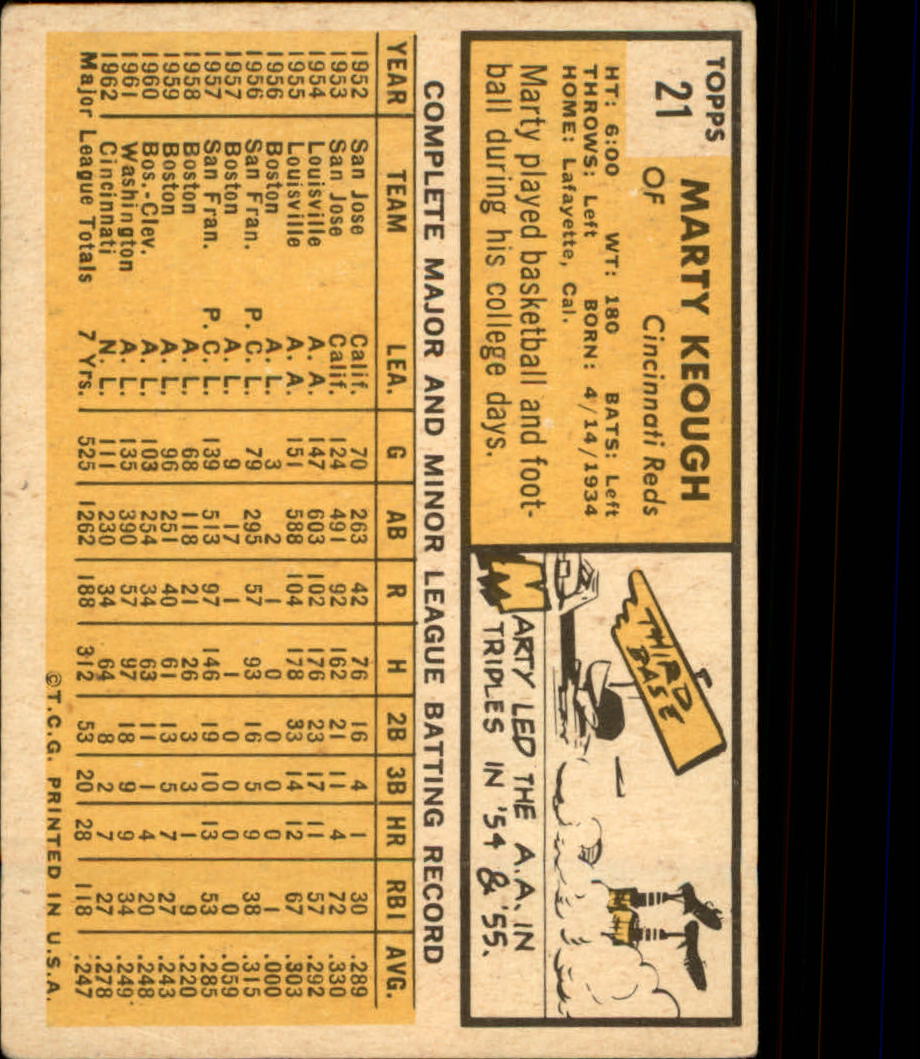 TOPPS
21
MARTY KEOUGH
OF Cincinnati Reds
HT: 6:00 WT: 180 BATS: Left
THROWS: Left BORN: 4/14/1934
HOME: Lafayette, Cal.
Marty played basketball and foot-
ball during his college days.
THIRD
BASE
MARTY LED THE A.A. IN
TRIPLES IN '54 & '55.
COMPLETE MAJOR AND MINOR LEAGUE BATTING RECORD
YEAR TEAM LEA. G AB R H 2B 3B HR RBI AVG.
1952 San Jose Calif. 70 263 42 76 16 4 1 30 .289
1953 San Jose Calif. 124 491 92 162 21 11 4 72 .330
1954 Louisville A. A. 147 603 102 176 23 17 11 57 .292
1955 Louisville A. A. 151 588 104 178 33 14 12 67 .303
1956 Boston A. L. 3 2 1 0 0 0 0 1 .000
1956 San Fran. P. C. L. 79 295 57 93 16 5 9 38 .315
1957 Boston A. L. 9 17 1 1 0 0 0 0 .059
1957 San Fran. P. C. L. 139 513 97 146 19 10 13 53 .285
1958 Boston A. L. 68 118 21 26 3 3 1 9 .220
1959 Boston A. L. 96 251 40 61 13 5 7 27 .243
1960 Bos.-Clev. A. L. 103 254 34 63 11 1 4 20 .248
1961 Washington A. L. 135 390 57 97 18 9 9 34 .249
1962 Cincinnati N. L. 111 230 34 64 8 2 7 27 .278
Major League Totals 7 Yrs. 525 1262 188 312 53 20 28 118 .247
©T.C.G. PRINTED IN U.S.A.